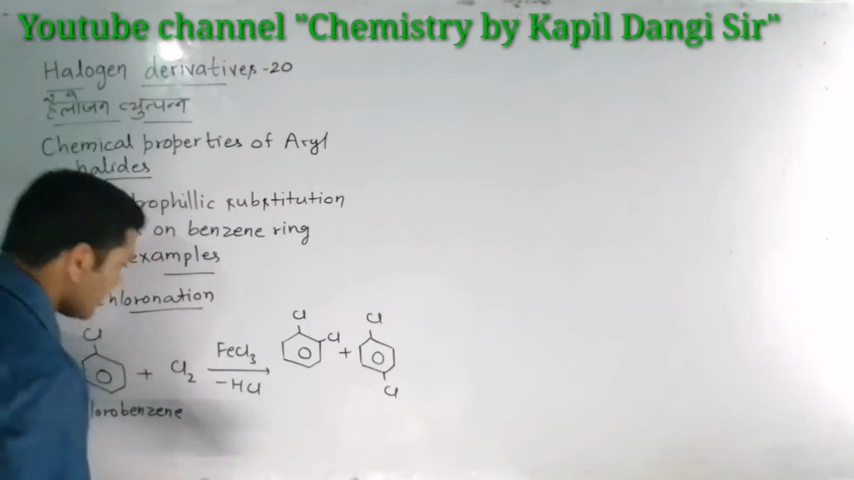 Youtube channel "Chemistry by Kapil Dangi Sir"
Halogen derivatives-20
हैलोजन व्युत्पन्न
Chemical properties of Aryl
halides
rophillic substitution
on benzene ring
examples
hloronation
Cl
Cl
Cl
Cl
Cl
+ Cl2
FeCl3
-HCl
+
lorobenzene